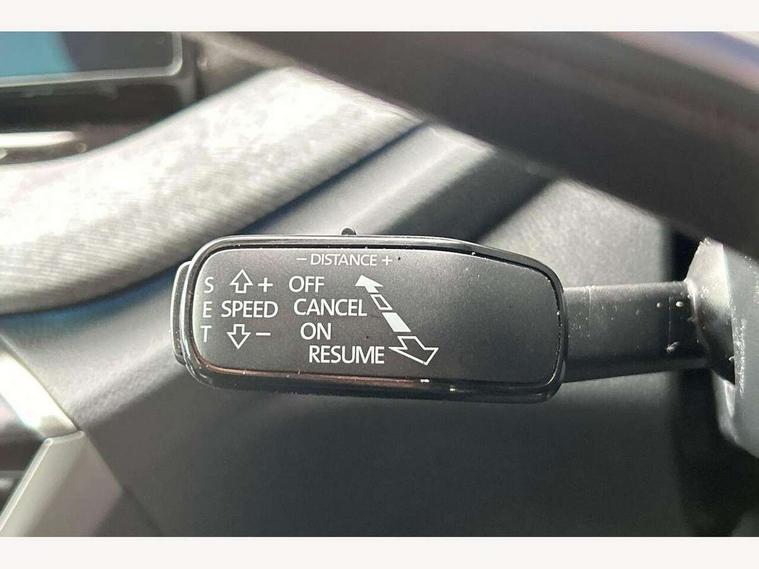 − DISTANCE +
S ⇧+ OFF
E SPEED CANCEL
T ⇩− ON
RESUME